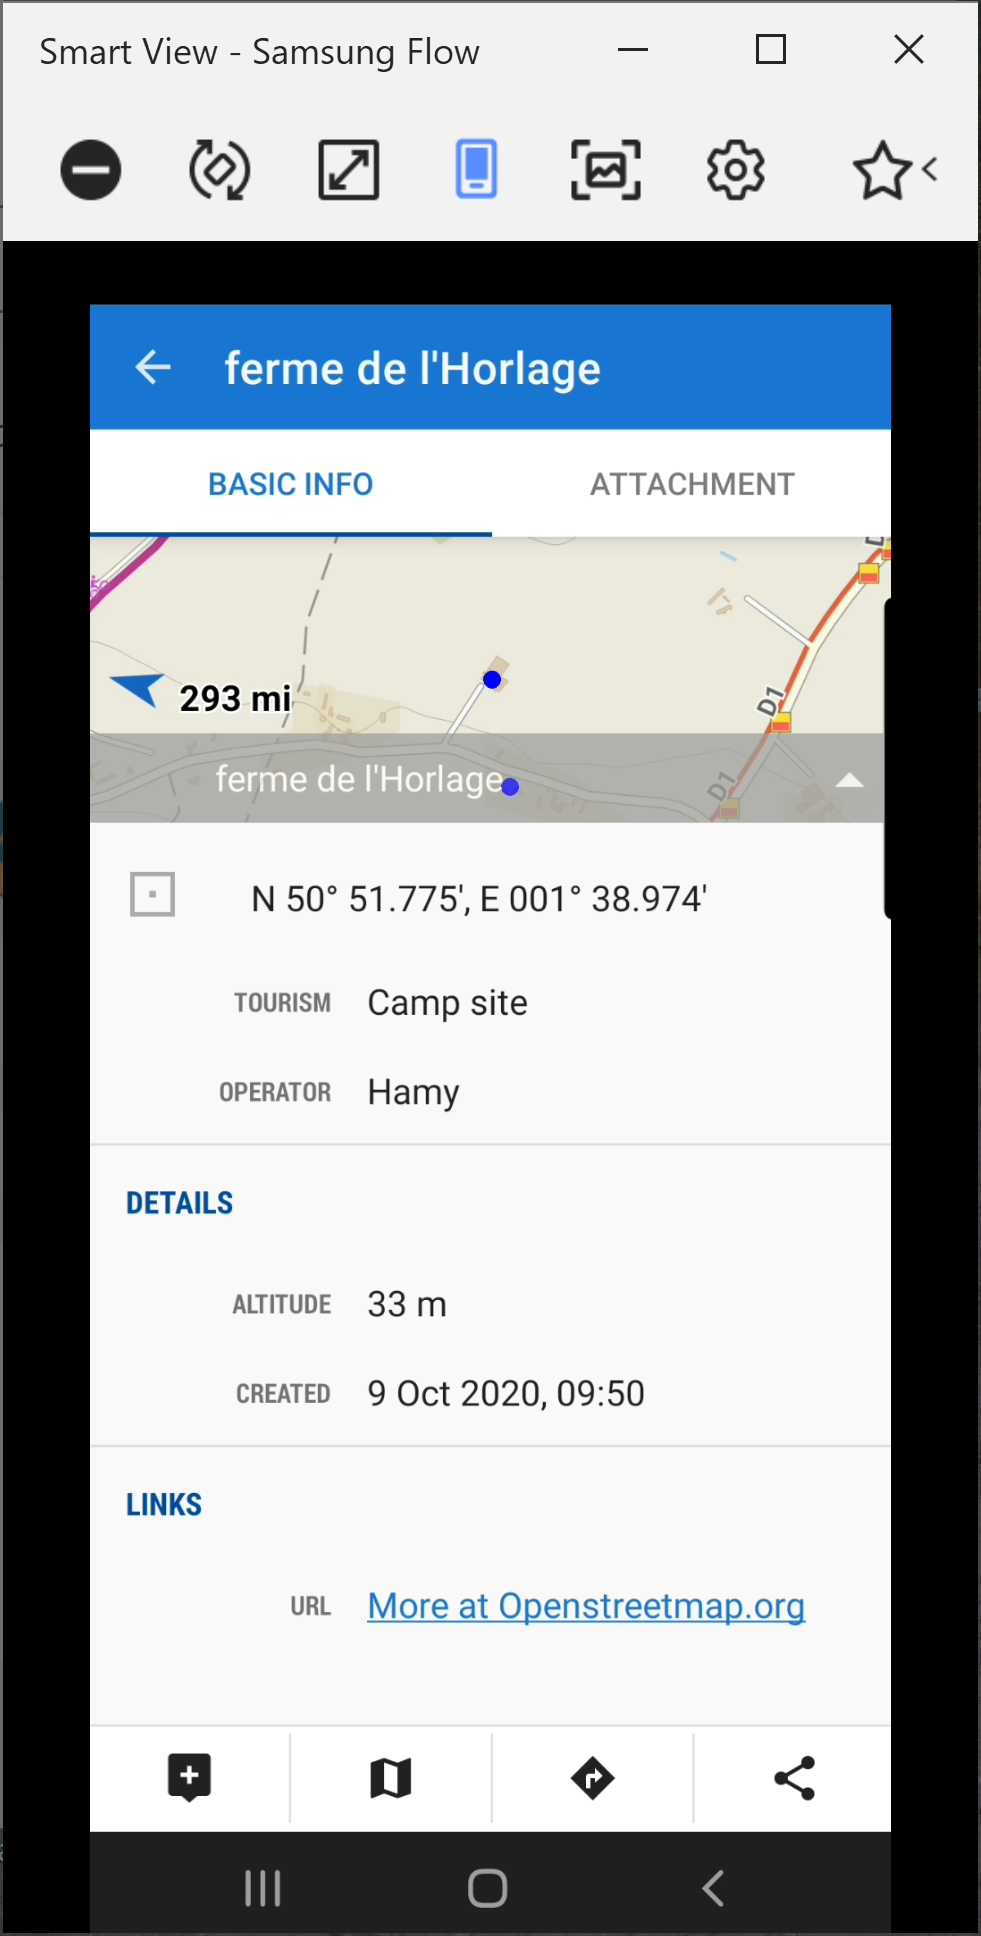 Smart View - Samsung Flow
ferme de l'Horlage
BASIC INFO
ATTACHMENT
293 mi
D1
D1
ferme de l'Horlage
N 50° 51.775', E 001° 38.974'
TOURISM Camp site
OPERATOR Hamy
DETAILS
ALTITUDE 33 m
CREATED 9 Oct 2020, 09:50
LINKS
URL More at Openstreetmap.org